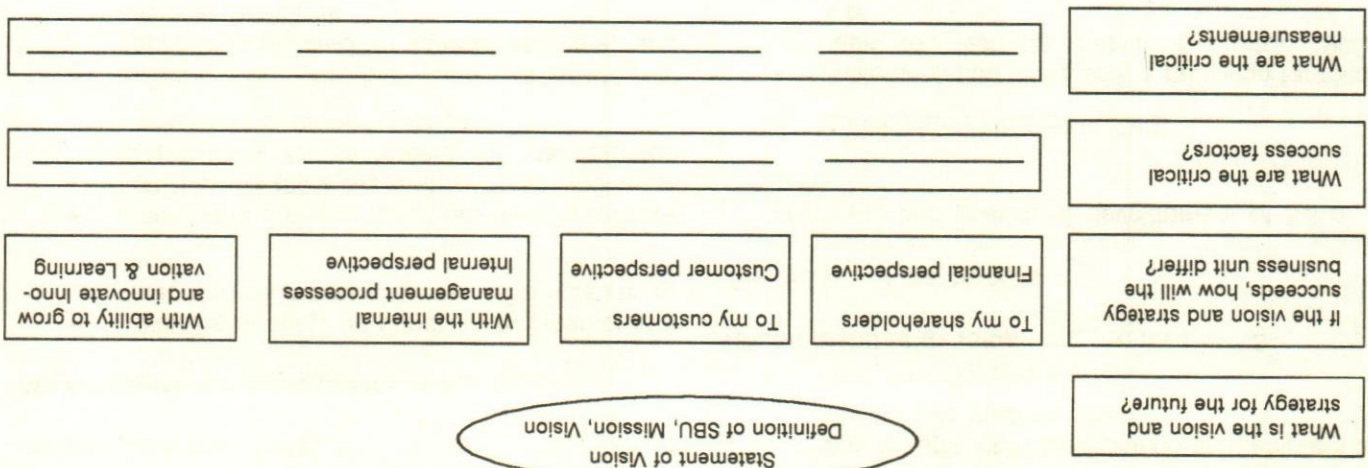 Statement of Vision
Definition of SBU, Mission, Vision
What is the vision and
strategy for the future?
If the vision and strategy
succeeds, how will the
business unit differ?
To my shareholders
Financial perspective
To my customers
Customer perspective
With the internal
management processes
Internal perspective
With ability to grow
and innovate Inno-
vation & Learning
What are the critical
success factors?
What are the critical
measurements?